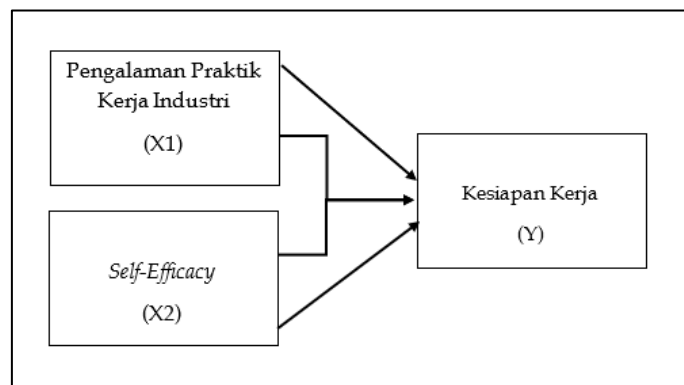 Pengalaman Praktik
Kerja Industri
(X1)
Self-Efficacy
(X2)
Kesiapan Kerja
(Y)